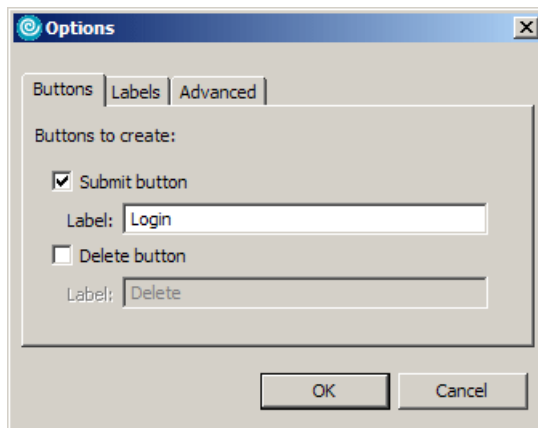 Options
Buttons Labels Advanced
Buttons to create:
Submit button
Label: Login
Delete button
Label: Delete
OK Cancel